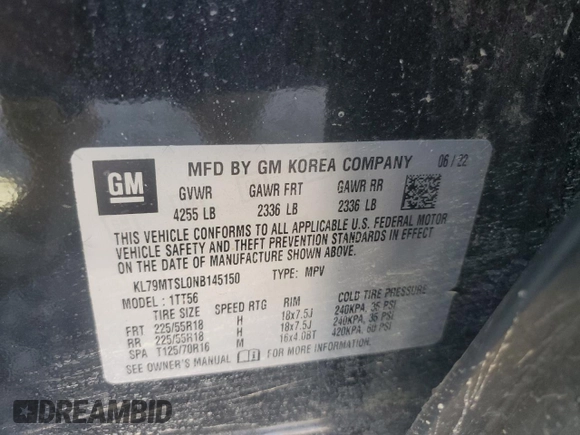 GM
MFD BY GM KOREA COMPANY 06 / 22
GVWR GAWR FRT GAWR RR
4255 LB 2336 LB 2336 LB
THIS VEHICLE CONFORMS TO ALL APPLICABLE U.S. FEDERAL MOTOR
VEHICLE SAFETY AND THEFT PREVENTION STANDARDS IN EFFECT
ON THE DATE OF MANUFACTURE SHOWN ABOVE.
KL79MTSL0NB145150 TYPE: MPV
MODEL: 1TT56
TIRE SIZE SPEED RTG RIM COLD TIRE PRESSURE
FRT 225/55R18 H 18x7.5J 240KPA, 35 PSI
RR 225/55R18 H 18x7.5J 240KPA, 35 PSI
SPA T125/70R16 M 16x4.0BT 420KPA, 60 PSI
SEE OWNER'S MANUAL FOR MORE INFORMATION.
DREAMBID